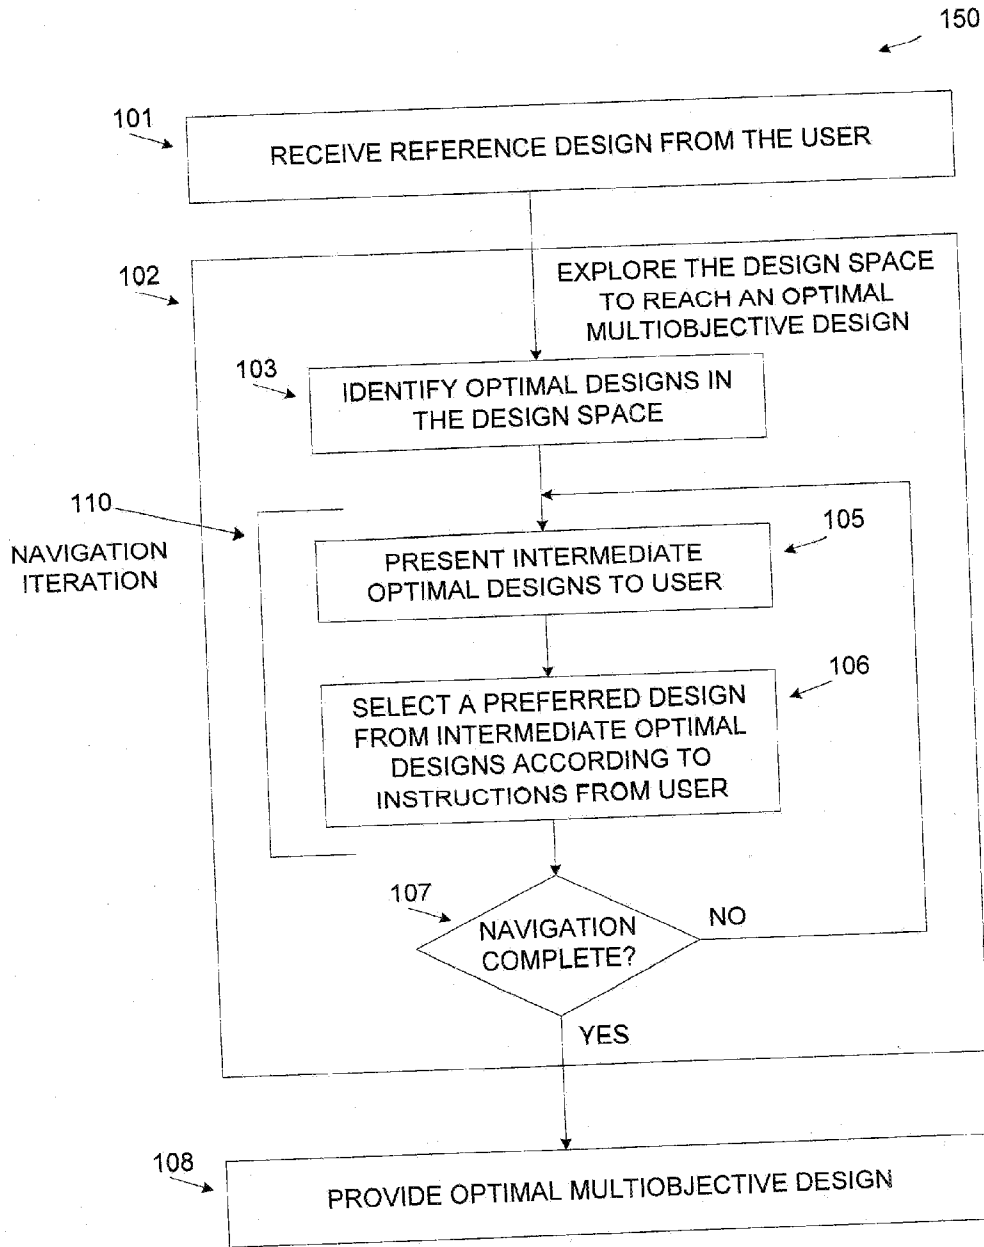 150
101
RECEIVE REFERENCE DESIGN FROM THE USER
102
EXPLORE THE DESIGN SPACE
TO REACH AN OPTIMAL
MULTIOBJECTIVE DESIGN
103
IDENTIFY OPTIMAL DESIGNS IN
THE DESIGN SPACE
110
NAVIGATION
ITERATION
105
PRESENT INTERMEDIATE
OPTIMAL DESIGNS TO USER
106
SELECT A PREFERRED DESIGN
FROM INTERMEDIATE OPTIMAL
DESIGNS ACCORDING TO
INSTRUCTIONS FROM USER
107
NAVIGATION
COMPLETE?
NO
YES
108
PROVIDE OPTIMAL MULTIOBJECTIVE DESIGN